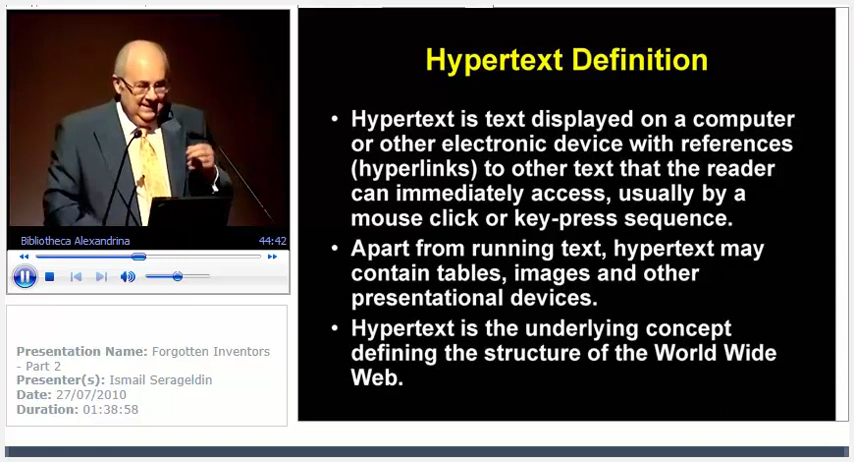 Bibliotheca Alexandrina 44:42
Presentation Name: Forgotten Inventors
- Part 2
Presenter(s): Ismail Serageldin
Date: 27/07/2010
Duration: 01:38:58
Hypertext Definition
• Hypertext is text displayed on a computer
or other electronic device with references
(hyperlinks) to other text that the reader
can immediately access, usually by a
mouse click or key-press sequence.
• Apart from running text, hypertext may
contain tables, images and other
presentational devices.
• Hypertext is the underlying concept
defining the structure of the World Wide
Web.